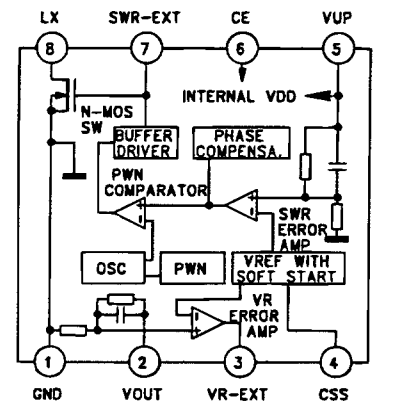 LX SWR-EXT CE VUP
8 7 6 5
INTERNAL VDD
N-MOS
SW
BUFFER
DRIVER
PHASE
COMPENSA.
PWN
COMPARATOR
SWR
ERROR
AMP
OSC
PWN
VREF WITH
SOFT START
VR
ERROR
AMP
1 2 3 4
GND VOUT VR-EXT CSS